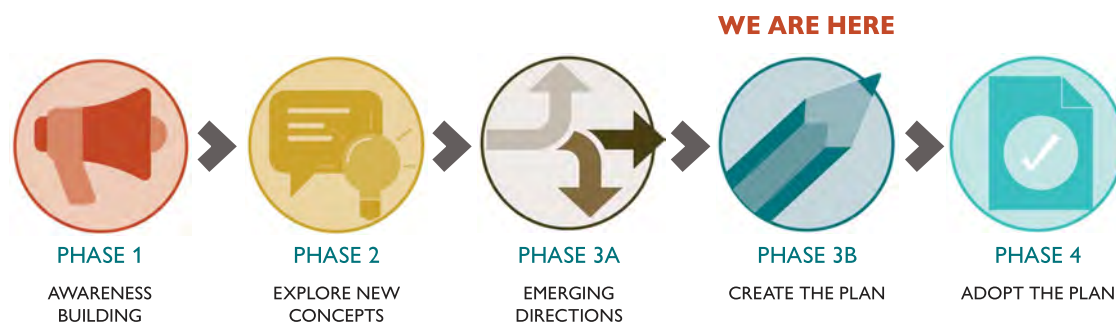 WE ARE HERE
PHASE 1
AWARENESS
BUILDING
PHASE 2
EXPLORE NEW
CONCEPTS
PHASE 3A
EMERGING
DIRECTIONS
PHASE 3B
CREATE THE PLAN
PHASE 4
ADOPT THE PLAN